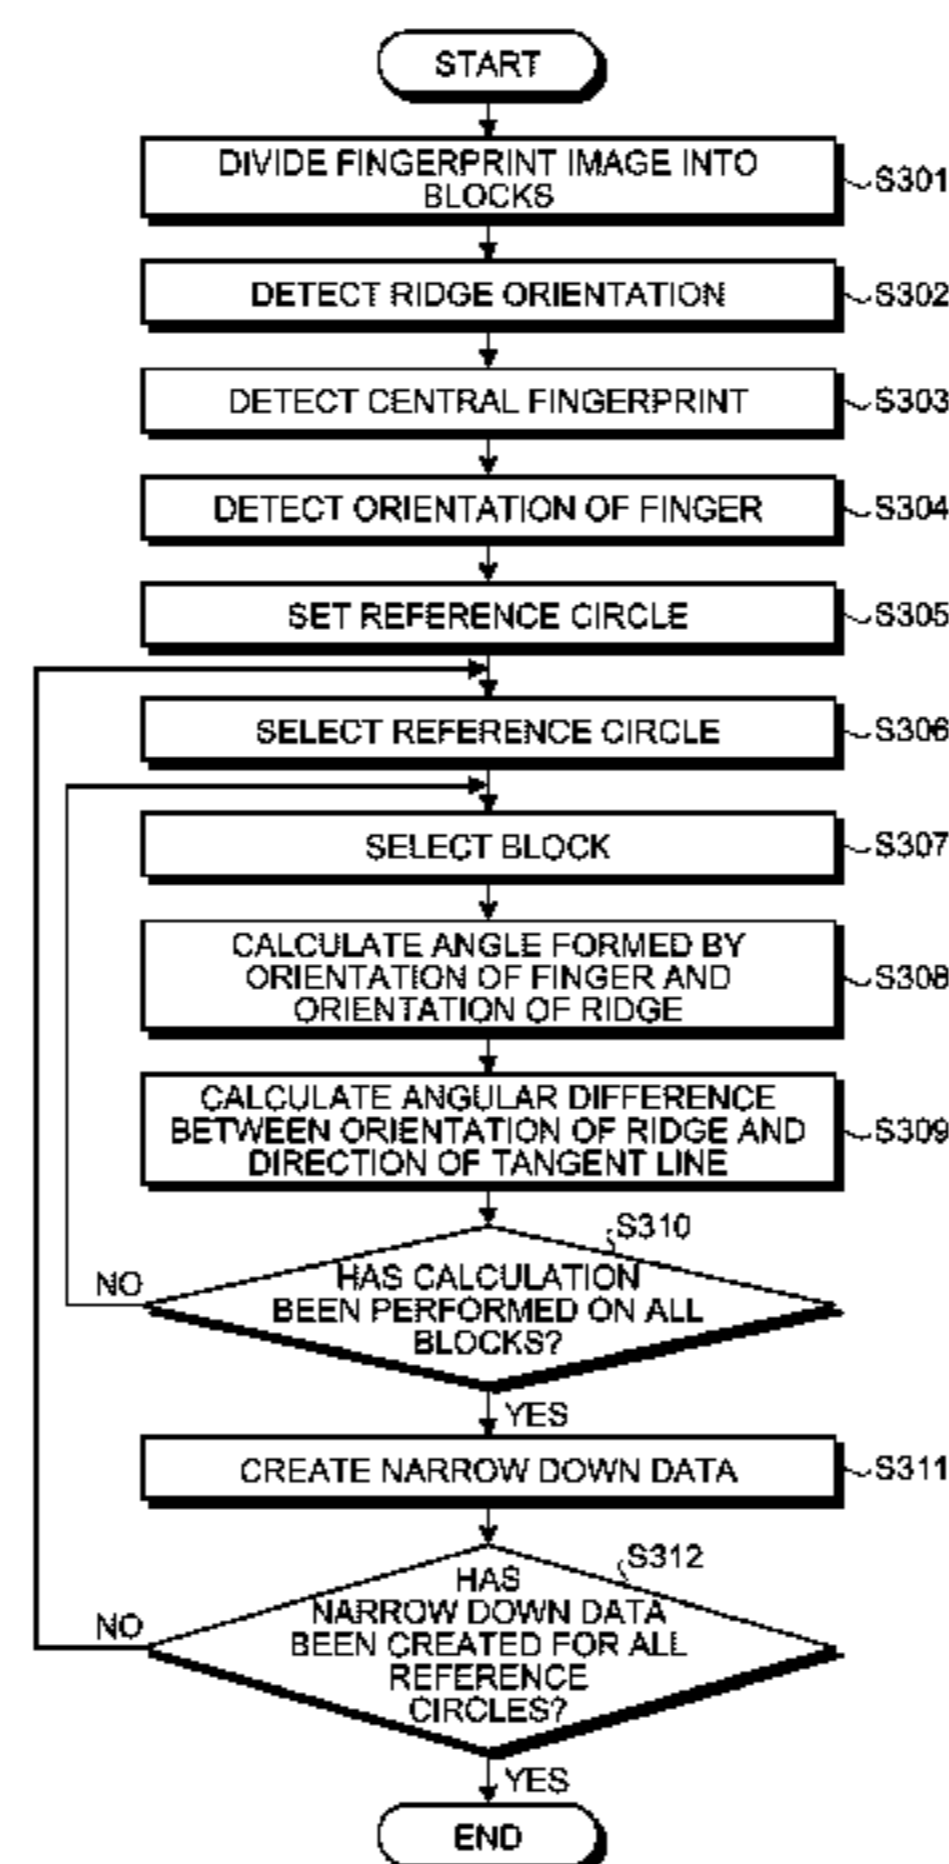 START
DIVIDE FINGERPRINT IMAGE INTO
BLOCKS
S301
DETECT RIDGE ORIENTATION
S302
DETECT CENTRAL FINGERPRINT
S303
DETECT ORIENTATION OF FINGER
S304
SET REFERENCE CIRCLE
S305
SELECT REFERENCE CIRCLE
S306
SELECT BLOCK
S307
CALCULATE ANGLE FORMED BY
ORIENTATION OF FINGER AND
ORIENTATION OF RIDGE
S308
CALCULATE ANGULAR DIFFERENCE
BETWEEN ORIENTATION OF RIDGE AND
DIRECTION OF TANGENT LINE
S309
S310
NO
HAS CALCULATION
BEEN PERFORMED ON ALL
BLOCKS?
YES
CREATE NARROW DOWN DATA
S311
S312
NO
HAS
NARROW DOWN DATA
BEEN CREATED FOR ALL
REFERENCE
CIRCLES?
YES
END